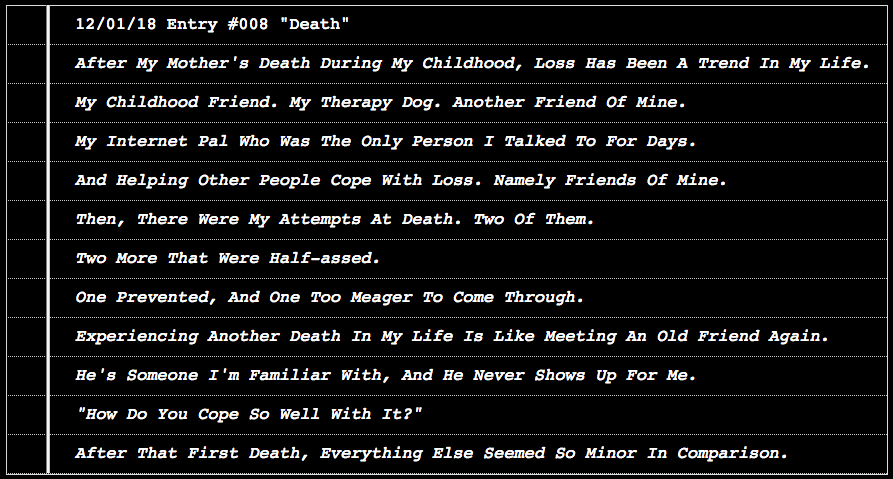 12/01/18 Entry #008 "Death"
After My Mother's Death During My Childhood, Loss Has Been A Trend In My Life.
My Childhood Friend. My Therapy Dog. Another Friend Of Mine.
My Internet Pal Who Was The Only Person I Talked To For Days.
And Helping Other People Cope With Loss. Namely Friends Of Mine.
Then, There Were My Attempts At Death. Two Of Them.
Two More That Were Half-assed.
One Prevented, And One Too Meager To Come Through.
Experiencing Another Death In My Life Is Like Meeting An Old Friend Again.
He's Someone I'm Familiar With, And He Never Shows Up For Me.
"How Do You Cope So Well With It?"
After That First Death, Everything Else Seemed So Minor In Comparison.